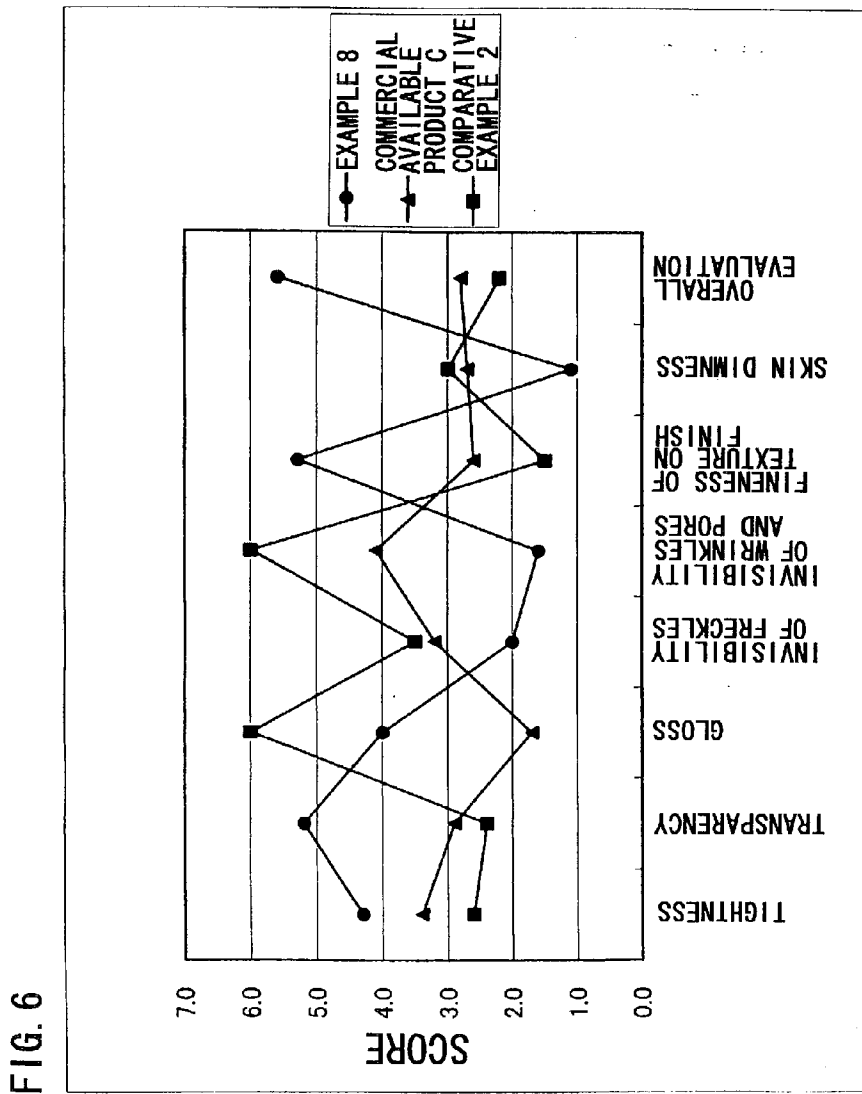 FIG. 6
EXAMPLE 8
COMMERCIAL
AVAILABLE
PRODUCT C
COMPARATIVE
EXAMPLE 2
SCORE
7.0
6.0
5.0
4.0
3.0
2.0
1.0
0.0
TIGHTNESS
TRANSPARENCY
GLOSS
INVISIBILITY
OF FRECKLES
INVISIBILITY
OF WRINKLES
AND PORES
FINENESS OF
TEXTURE ON
FINISH
SKIN DIMNESS
OVERALL
EVALUATION